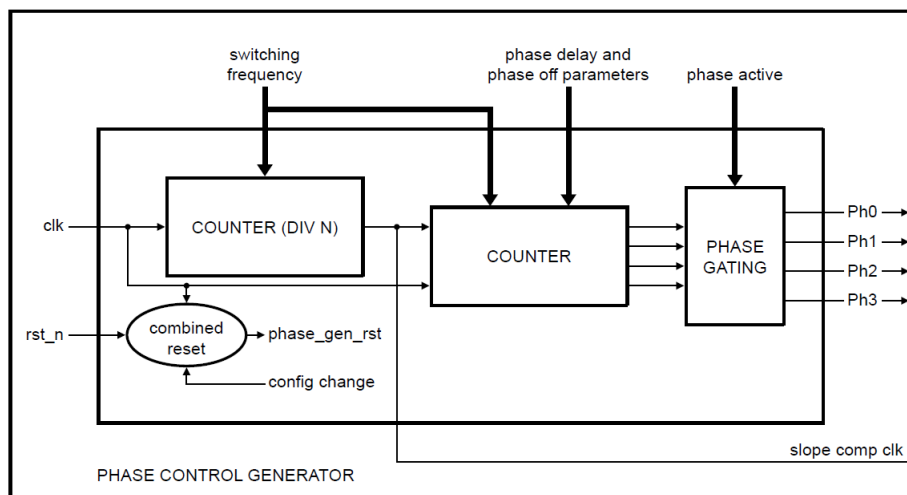 switching
frequency
phase delay and
phase off parameters
phase active
clk
COUNTER (DIV N)
COUNTER
PHASE
GATING
Ph0
Ph1
Ph2
Ph3
rst_n
combined
reset
phase_gen_rst
config change
slope comp clk
PHASE CONTROL GENERATOR